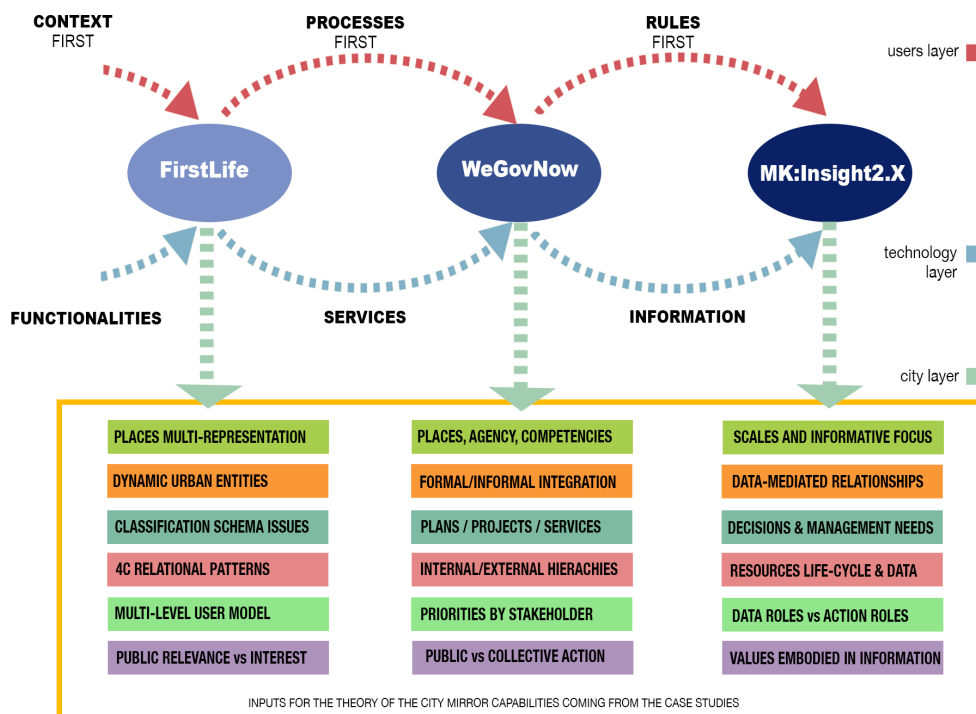 CONTEXT
FIRST
PROCESSES
FIRST
RULES
FIRST
users layer
FirstLife
WeGovNow
MK:Insight2.X
technology
layer
FUNCTIONALITIES
SERVICES
INFORMATION
city layer
PLACES MULTI-REPRESENTATION
PLACES, AGENCY, COMPETENCIES
SCALES AND INFORMATIVE FOCUS
DYNAMIC URBAN ENTITIES
FORMAL/INFORMAL INTEGRATION
DATA-MEDIATED RELATIONSHIPS
CLASSIFICATION SCHEMA ISSUES
PLANS / PROJECTS / SERVICES
DECISIONS & MANAGEMENT NEEDS
4C RELATIONAL PATTERNS
INTERNAL/EXTERNAL HIERACHIES
RESOURCES LIFE-CYCLE & DATA
MULTI-LEVEL USER MODEL
PRIORITIES BY STAKEHOLDER
DATA ROLES vs ACTION ROLES
PUBLIC RELEVANCE vs INTEREST
PUBLIC vs COLLECTIVE ACTION
VALUES EMBODIED IN INFORMATION
INPUTS FOR THE THEORY OF THE CITY MIRROR CAPABILITIES COMING FROM THE CASE STUDIES